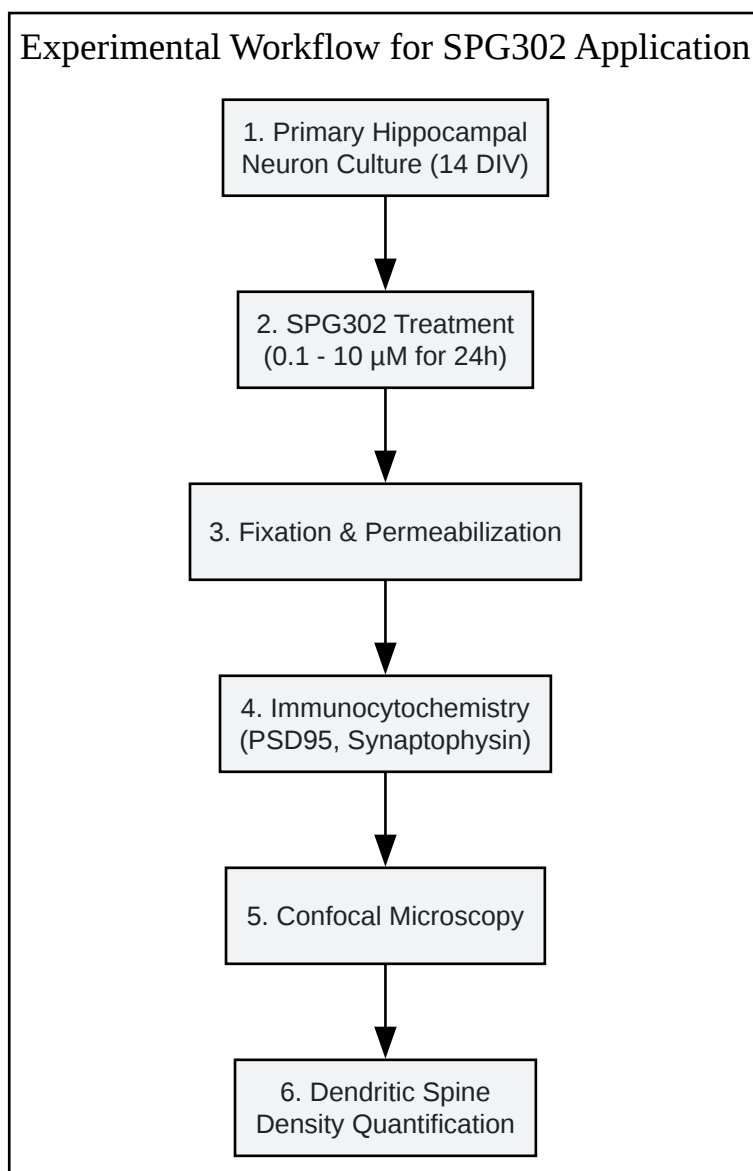 Experimental Workflow for SPG302 Application
1. Primary Hippocampal
Neuron Culture (14 DIV)
2. SPG302 Treatment
(0.1 - 10 µM for 24h)
3. Fixation & Permeabilization
4. Immunocytochemistry
(PSD95, Synaptophysin)
5. Confocal Microscopy
6. Dendritic Spine
Density Quantification